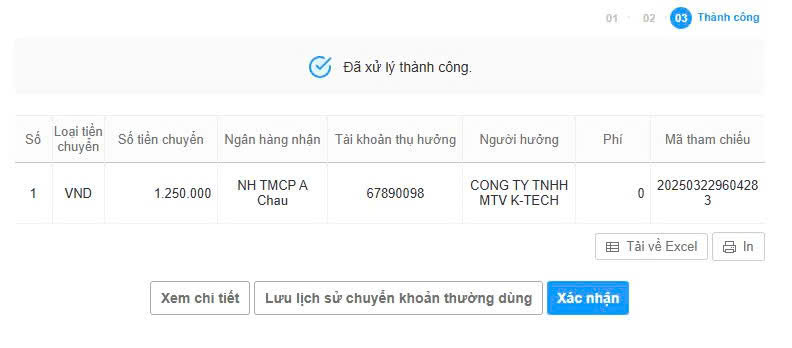 01 02 03 Thành công
Đã xử lý thành công.
Số Loại tiền chuyển Số tiền chuyển Ngân hàng nhận Tài khoản thụ hưởng Người hưởng Phí Mã tham chiếu
1 VND 1.250.000 NH TMCP A Chau 67890098 CONG TY TNHH MTV K-TECH 0 202503229604283
Tải về Excel In
Xem chi tiết Lưu lịch sử chuyển khoản thường dùng Xác nhận